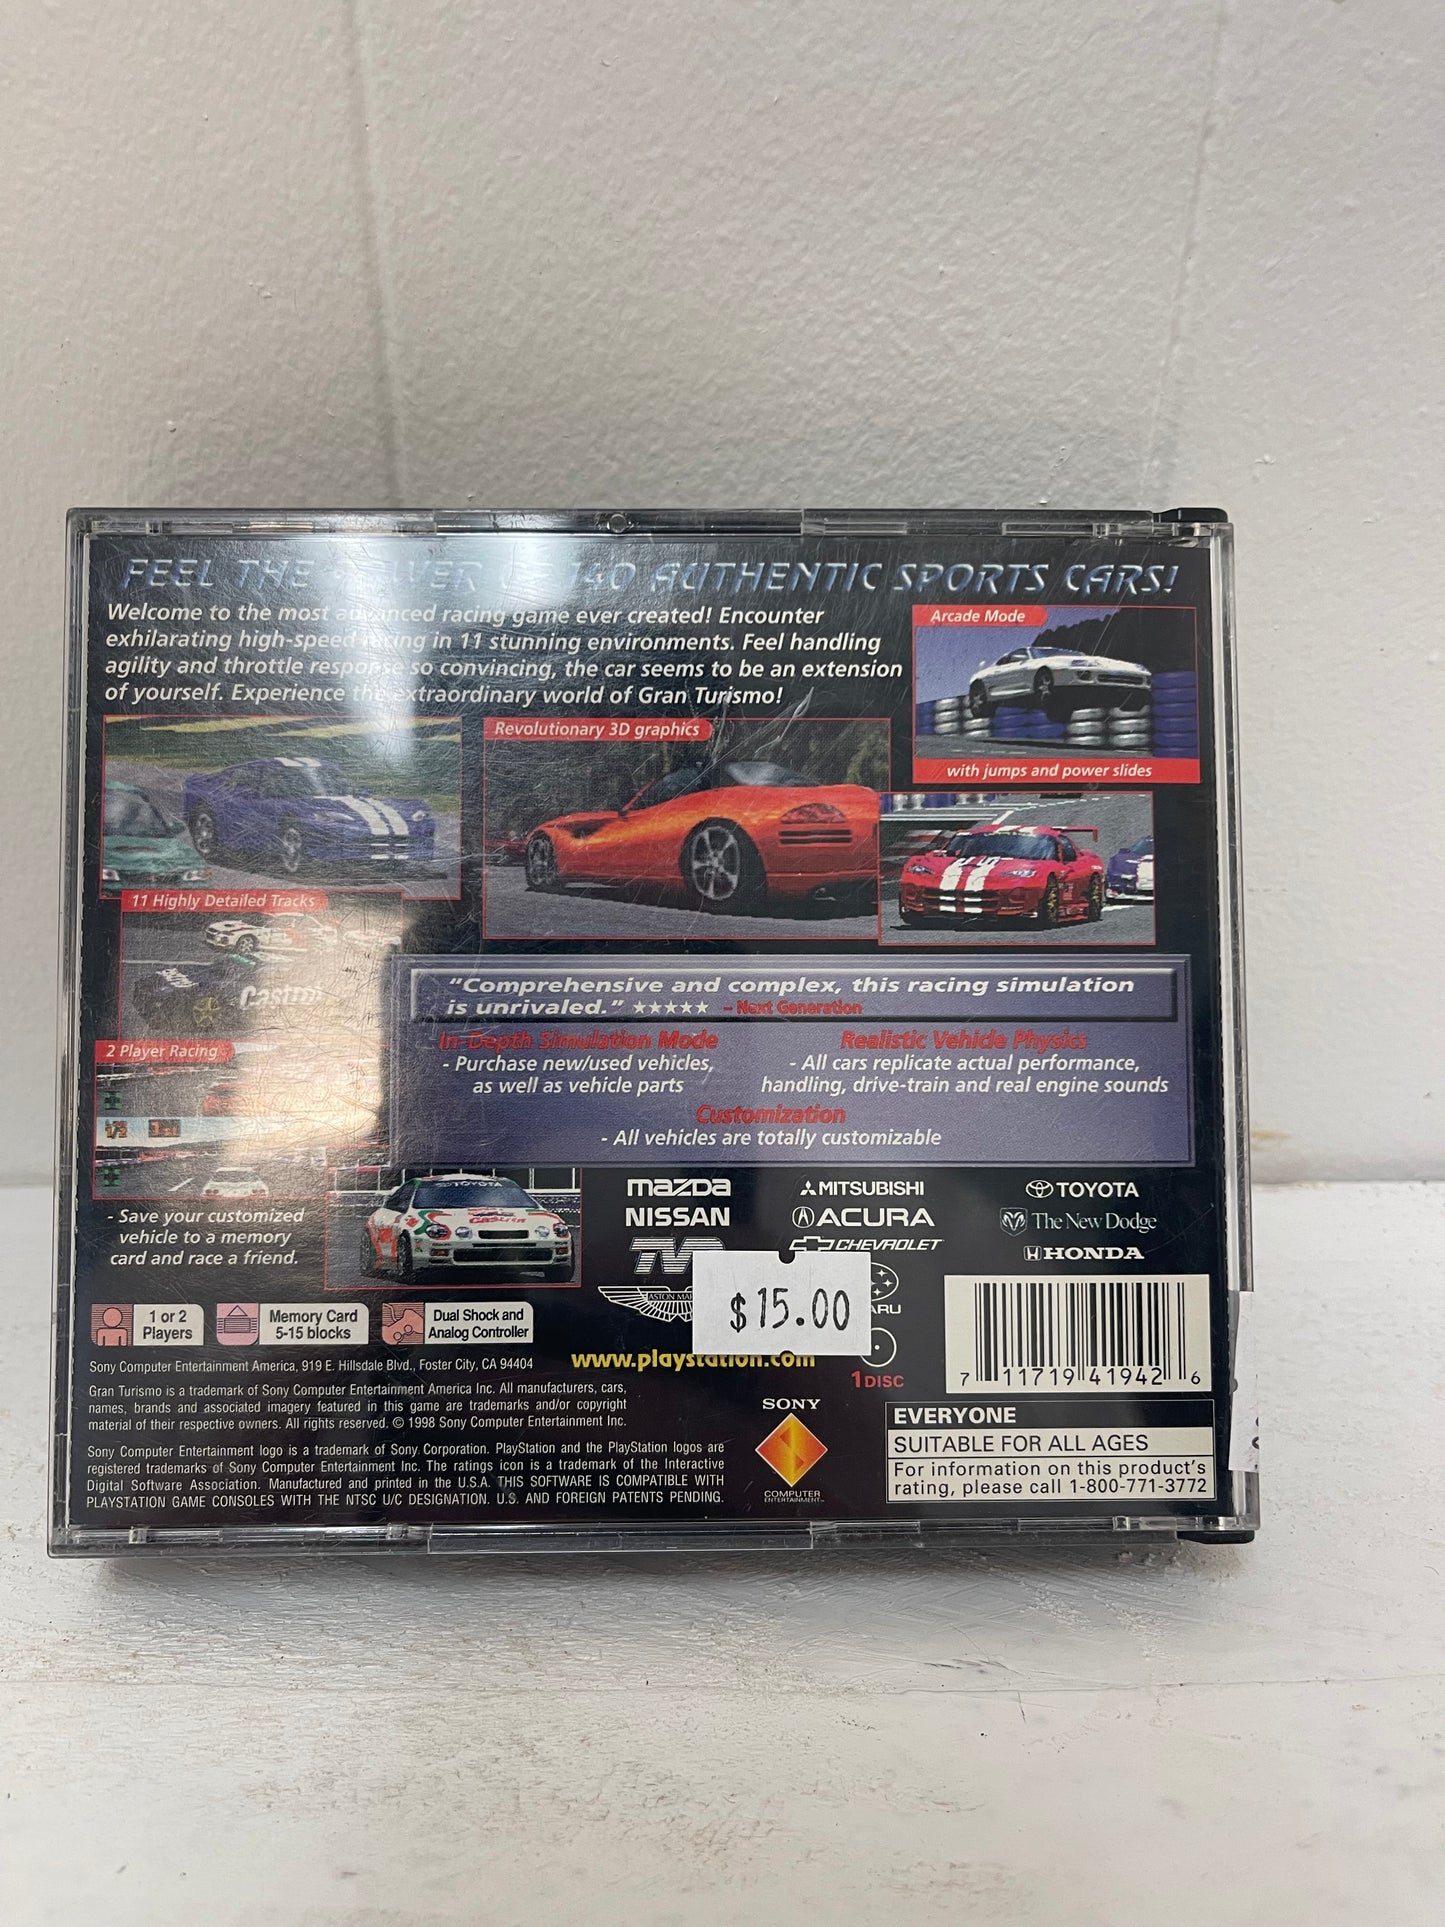 FEEL THE POWER OF 140 AUTHENTIC SPORTS CARS!
Welcome to the most advanced racing game ever created! Encounter
exhilarating high-speed racing in 11 stunning environments. Feel handling
agility and throttle response so convincing, the car seems to be an extension
of yourself. Experience the extraordinary world of Gran Turismo!
Arcade Mode
with jumps and power slides
Revolutionary 3D graphics
11 Highly Detailed Tracks
Castrol
2 Player Racing
"Comprehensive and complex, this racing simulation
is unrivaled." ★★★★★ – Next Generation
In-Depth Simulation Mode
- Purchase new/used vehicles,
as well as vehicle parts
Realistic Vehicle Physics
- All cars replicate actual performance,
handling, drive-train and real engine sounds
Customization
- All vehicles are totally customizable
- Save your customized
vehicle to a memory
card and race a friend.
TOYOTA
Castrol
mazda
MITSUBISHI
TOYOTA
NISSAN
ACURA
The New Dodge
TVR
CHEVROLET
HONDA
ASTON MAR
ARU
$15.00
1 or 2
Players
Memory Card
5-15 blocks
Dual Shock and
Analog Controller
www.playstation.com
1 DISC
7 11719 41942 6
Sony Computer Entertainment America, 919 E. Hillsdale Blvd., Foster City, CA 94404
Gran Turismo is a trademark of Sony Computer Entertainment America Inc. All manufacturers, cars,
names, brands and associated imagery featured in this game are trademarks and/or copyright
material of their respective owners. All rights reserved. © 1998 Sony Computer Entertainment Inc.
Sony Computer Entertainment logo is a trademark of Sony Corporation. PlayStation and the PlayStation logos are
registered trademarks of Sony Computer Entertainment Inc. The ratings icon is a trademark of the Interactive
Digital Software Association. Manufactured and printed in the U.S.A. THIS SOFTWARE IS COMPATIBLE WITH
PLAYSTATION GAME CONSOLES WITH THE NTSC U/C DESIGNATION. U.S. AND FOREIGN PATENTS PENDING.
SONY
COMPUTER
ENTERTAINMENT
EVERYONE
SUITABLE FOR ALL AGES
For information on this product's
rating, please call 1-800-771-3772